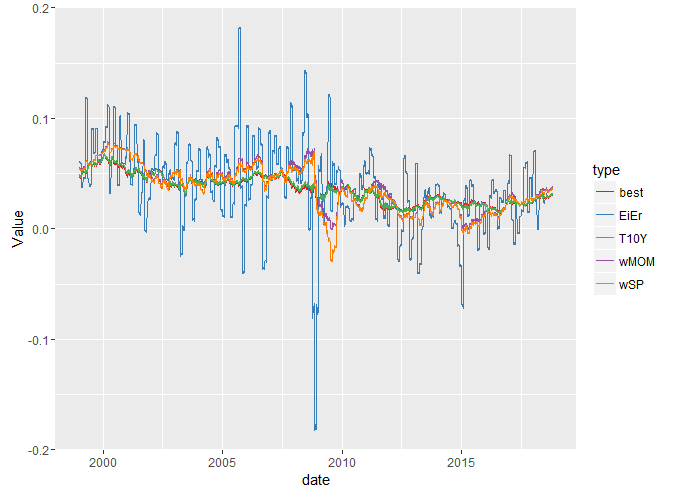 0.2
0.1
0.0
-0.1
-0.2
Value
2000
2005
2010
2015
date
type
best
EiEr
T10Y
wMOM
wSP